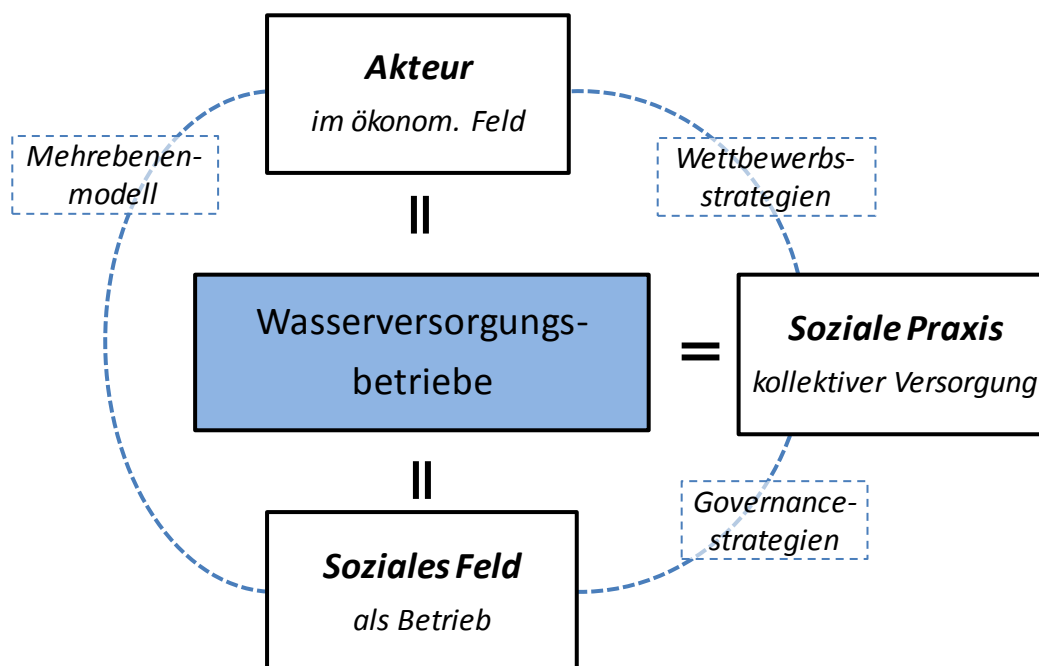 Akteur
im ökonom. Feld
Mehrebenen-
modell
Wettbewerbs-
strategien
=
Wasserversorgungs-
betriebe
=
Soziale Praxis
kollektiver Versorgung
=
Governance-
strategien
Soziales Feld
als Betrieb